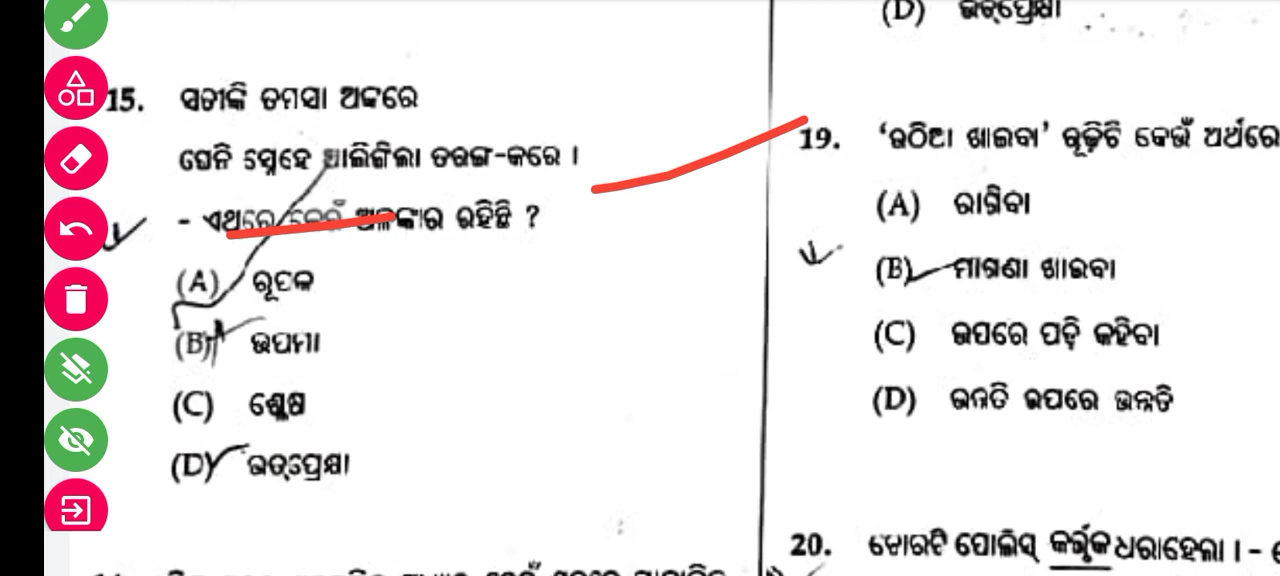 15. ସତୀଙ୍କି ତମସା ଅଙ୍କରେ
ଘେନି ସ୍ନେହେ ଆଲିଙ୍ଗିଲା ତରଙ୍ଗ-କରେ ।
- ଏଥିରେ କେଉଁ ଅଳଙ୍କାର ରହିଛି ?
(A) ରୂପକ
(B) ଉପମା
(C) ଶ୍ଳେଷ
(D) ଉତ୍‌ପ୍ରେକ୍ଷା
(D) ଉତ୍‌ପ୍ରେକ୍ଷା
19. ‘ଉଠିଆ ଖାଇବା’ ରୂଢ଼ିଟି କେଉଁ ଅର୍ଥରେ
(A) ରାଗିବା
(B) ମାଗଣା ଖାଇବା
(C) ଉପରେ ପଡ଼ି କହିବା
(D) ଉନ୍ନତି ଉପରେ ଉନ୍ନତି
20. ଚୋରଟି ପୋଲିସ୍ କର୍ତ୍ତୃକ ଧରାହେଲା । -